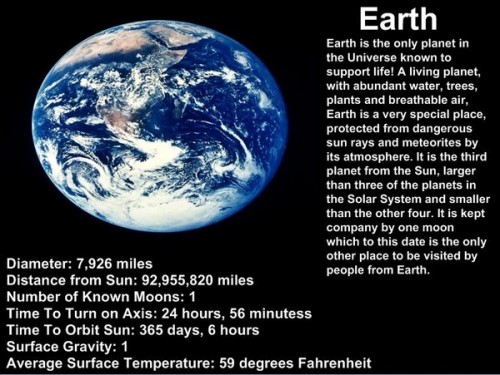 Earth
Earth is the only planet in
the Universe known to
support life! A living planet,
with abundant water, trees,
plants and breathable air,
Earth is a very special place,
protected from dangerous
sun rays and meteorites by
its atmosphere. It is the third
planet from the Sun, larger
than three of the planets in
the Solar System and smaller
than the other four. It is kept
company by one moon
which to this date is the only
other place to be visited by
people from Earth.
Diameter: 7,926 miles
Distance from Sun: 92,955,820 miles
Number of Known Moons: 1
Time To Turn on Axis: 24 hours, 56 minutess
Time To Orbit Sun: 365 days, 6 hours
Surface Gravity: 1
Average Surface Temperature: 59 degrees Fahrenheit